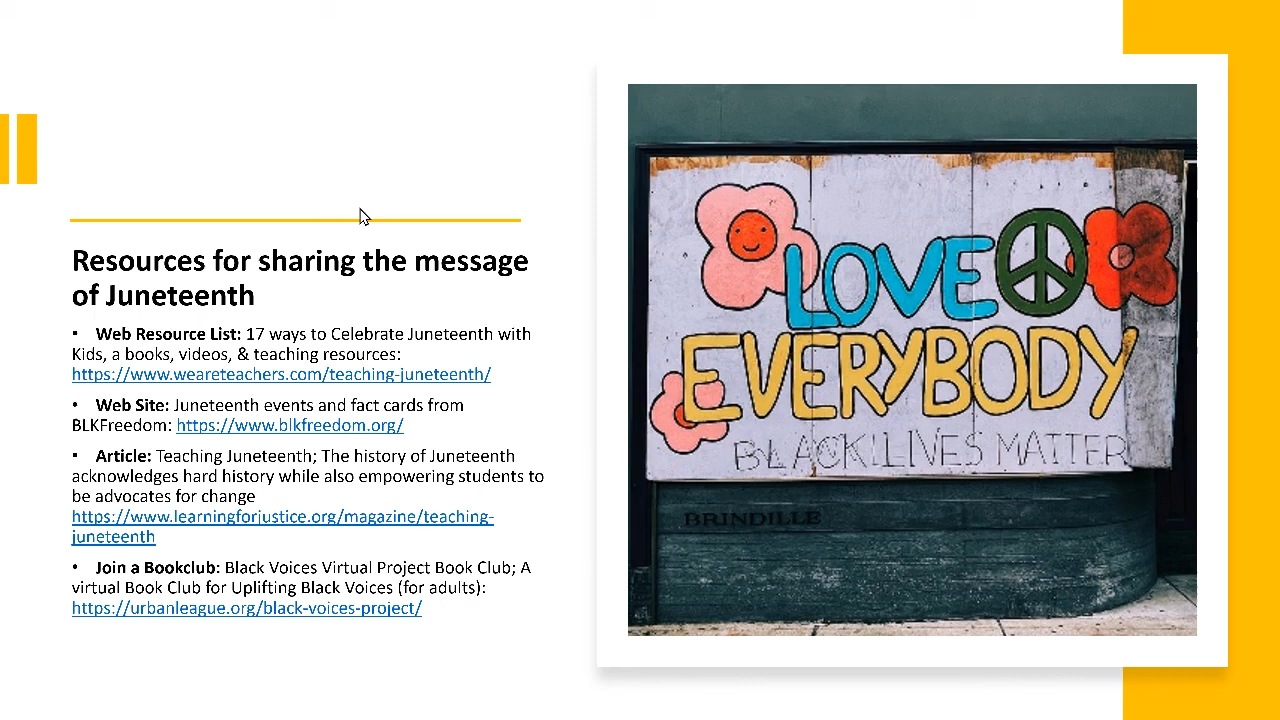 Resources for sharing the message
of Juneteenth
▪ Web Resource List: 17 ways to Celebrate Juneteenth with
Kids, a books, videos, & teaching resources:
https://www.weareteachers.com/teaching-juneteenth/
▪ Web Site: Juneteenth events and fact cards from
BLKFreedom: https://www.blkfreedom.org/
▪ Article: Teaching Juneteenth; The history of Juneteenth
acknowledges hard history while also empowering students to
be advocates for change
https://www.learningforjustice.org/magazine/teaching-
juneteenth
▪ Join a Bookclub: Black Voices Virtual Project Book Club; A
virtual Book Club for Uplifting Black Voices (for adults):
https://urbanleague.org/black-voices-project/
LOVE
EVERYBODY
BLACK LIVES MATTER
BRINDILLE